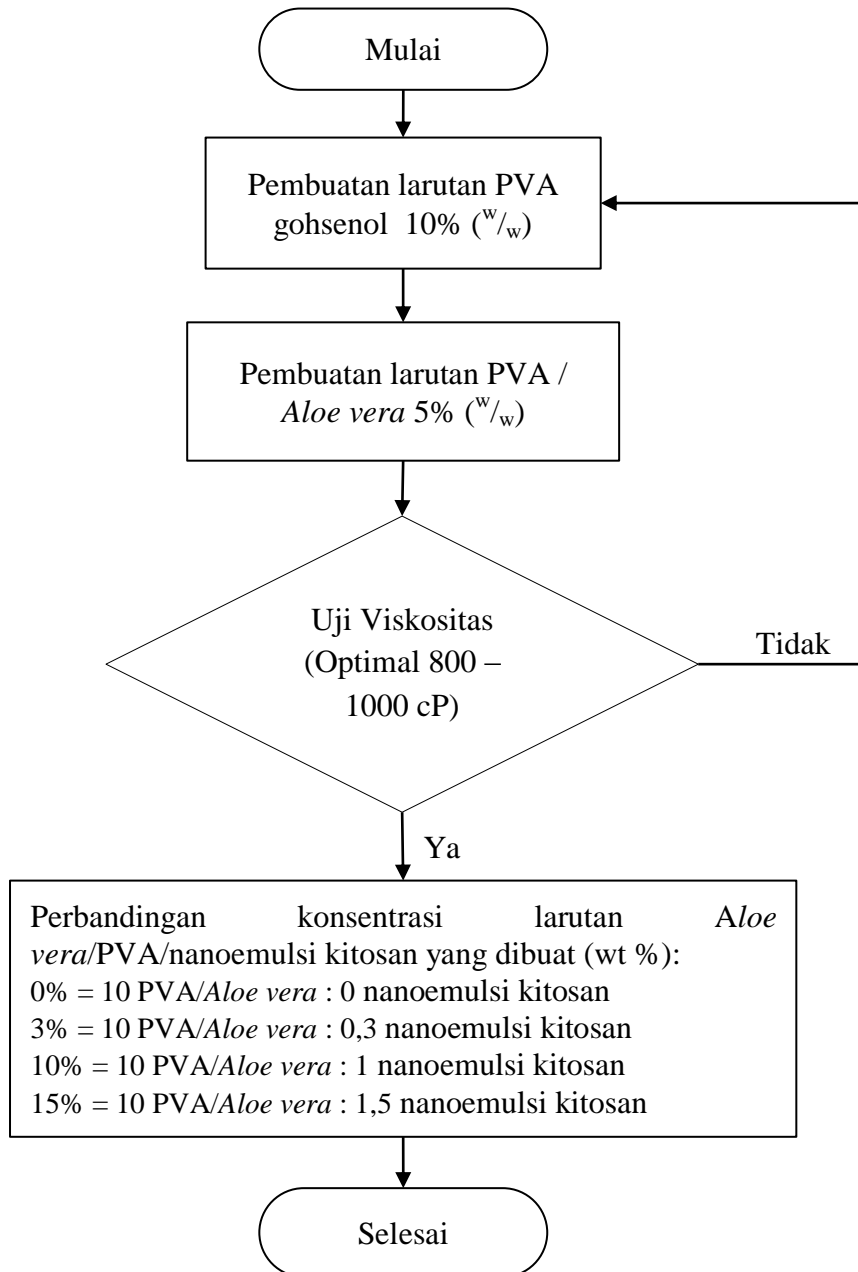 Mulai
Pembuatan larutan PVA
gohsenol 10% (w/w)
Pembuatan larutan PVA /
Aloe vera 5% (w/w)
Uji Viskositas
(Optimal 800 –
1000 cP)
Tidak
Ya
Perbandingan konsentrasi larutan Aloe
vera/PVA/nanoemulsi kitosan yang dibuat (wt %):
0% = 10 PVA/Aloe vera : 0 nanoemulsi kitosan
3% = 10 PVA/Aloe vera : 0,3 nanoemulsi kitosan
10% = 10 PVA/Aloe vera : 1 nanoemulsi kitosan
15% = 10 PVA/Aloe vera : 1,5 nanoemulsi kitosan
Selesai